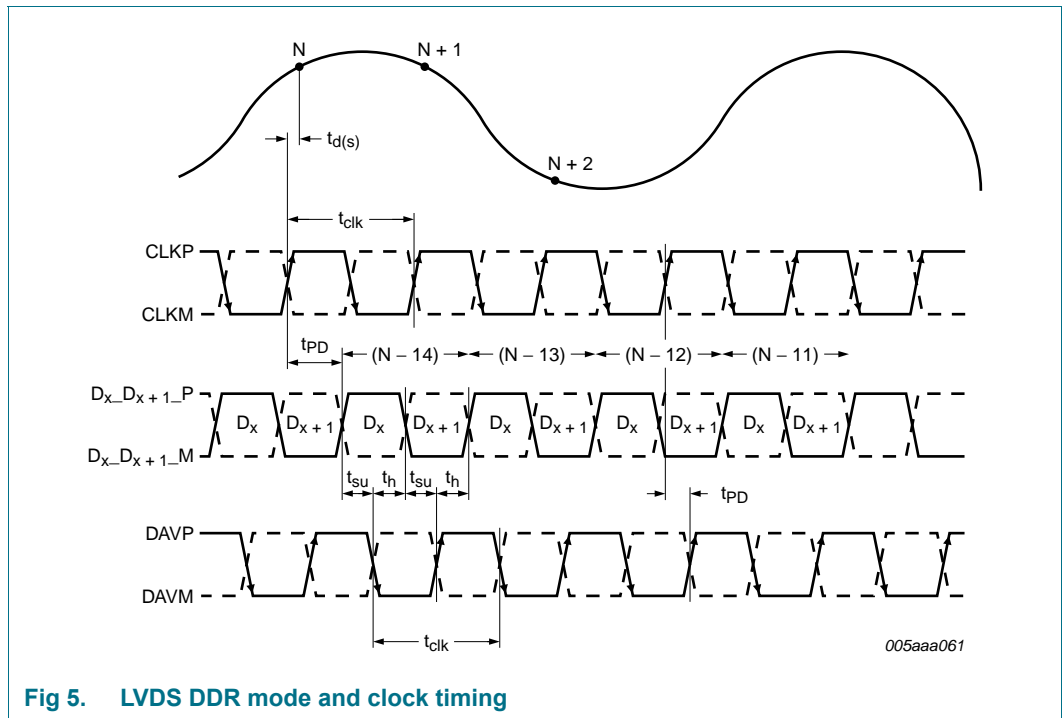 N
N + 1
t_d(s)
N + 2
t_clk
CLKP
CLKM
t_PD
(N − 14)
(N − 13)
(N − 12)
(N − 11)
D_x_D_x + 1_P
D_x
D_x + 1
D_x
D_x + 1
D_x
D_x + 1
D_x
D_x + 1
D_x
D_x + 1
D_x_D_x + 1_M
t_su
t_h
t_su
t_h
t_PD
DAVP
DAVM
t_clk
005aaa061
Fig 5. LVDS DDR mode and clock timing